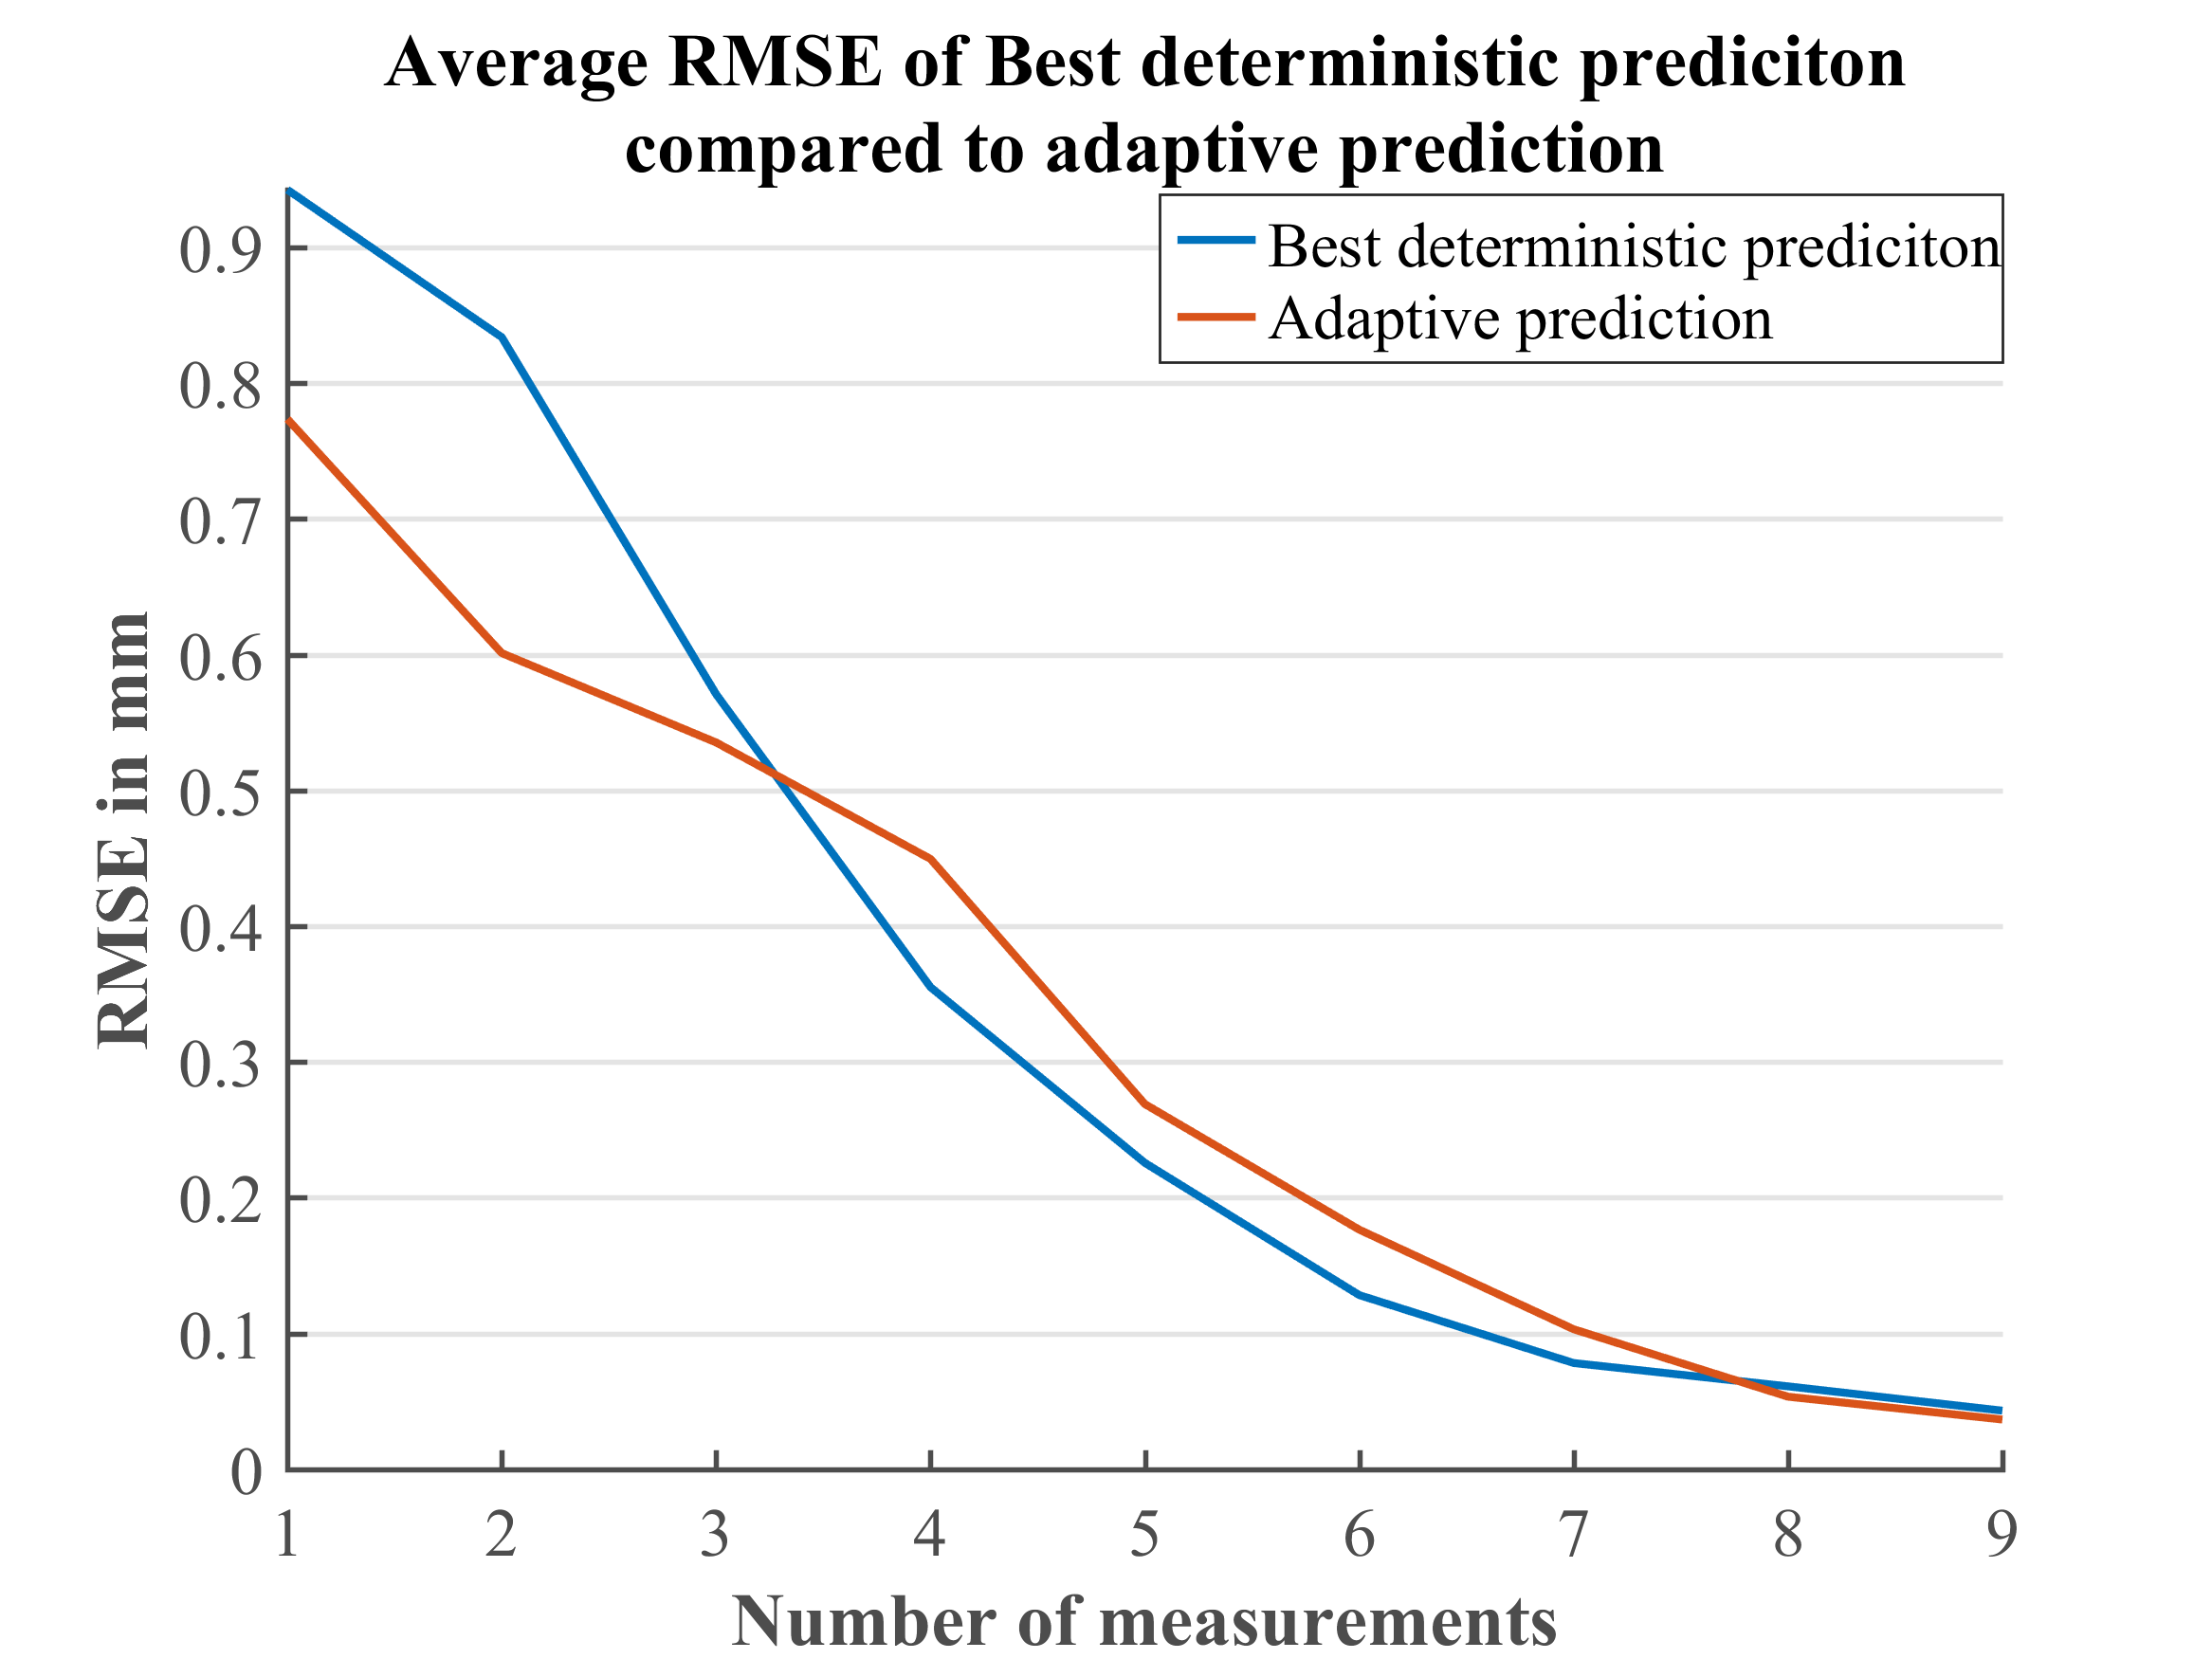 Average RMSE of Best deterministic prediciton
compared to adaptive prediction
Best deterministic prediciton
Adaptive prediction
RMSE in mm
0.9
0.8
0.7
0.6
0.5
0.4
0.3
0.2
0.1
0
1 2 3 4 5 6 7 8 9
Number of measurements